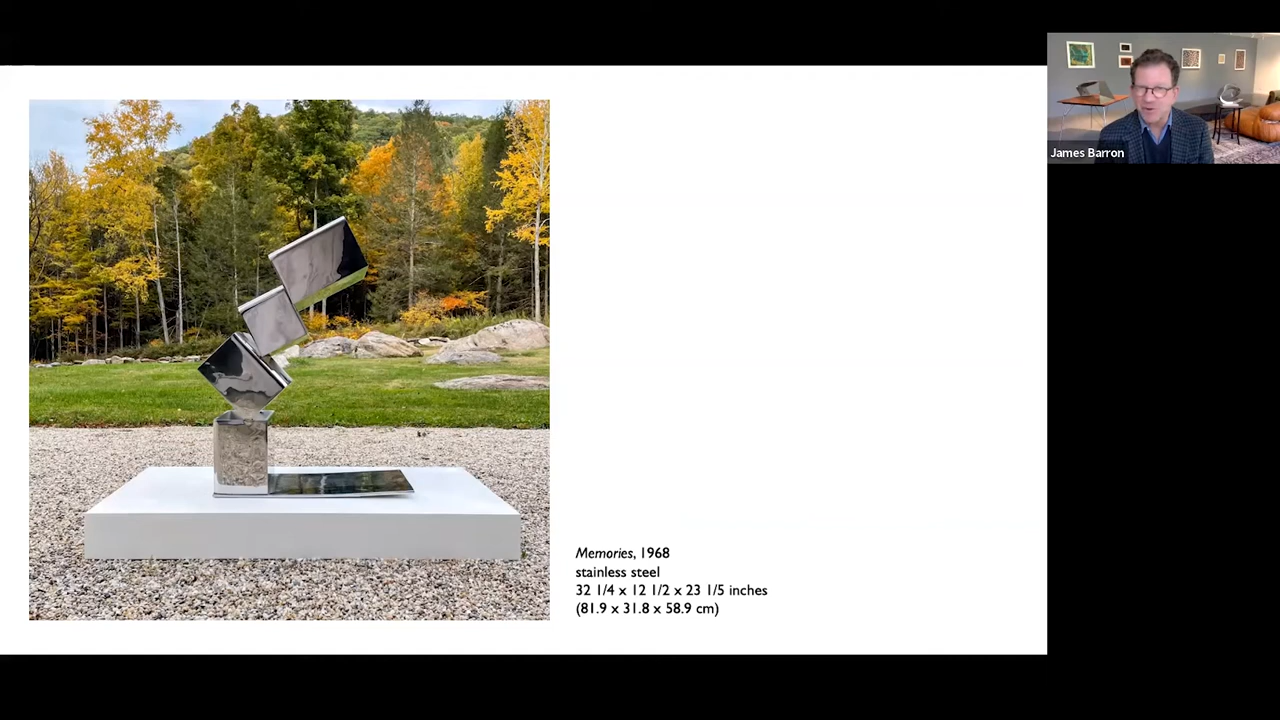 James Barron
Memories, 1968
stainless steel
32 1/4 x 12 1/2 x 23 1/5 inches
(81.9 x 31.8 x 58.9 cm)